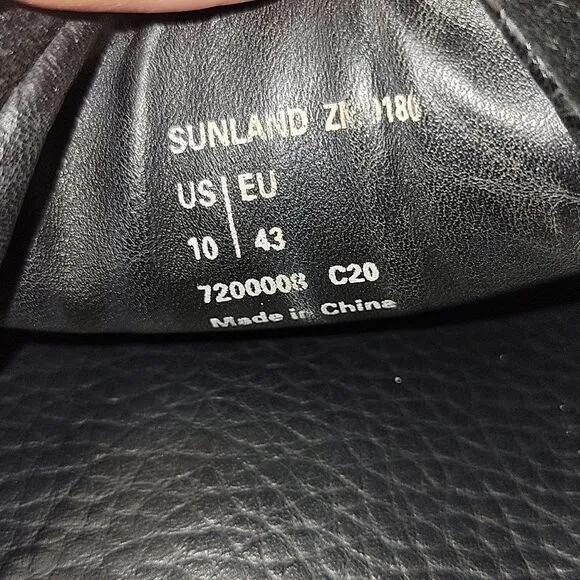 SUNLAND
US | EU
10 | 43
7200008 C20
Made in China